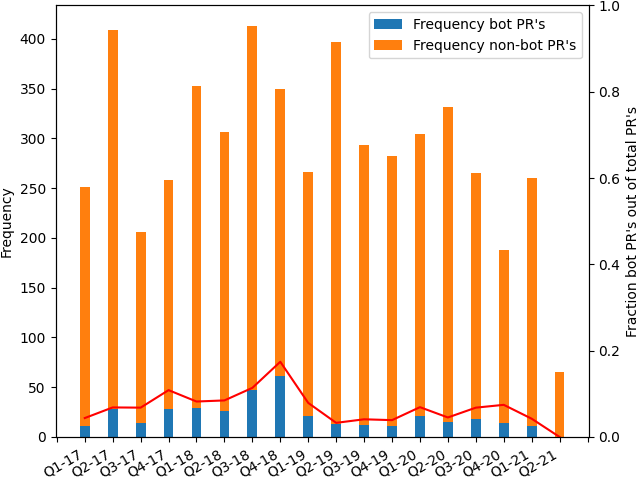 Frequency bot PR's
Frequency non-bot PR's
Frequency
400
350
300
250
200
150
100
50
0
1.0
0.8
0.6
0.4
0.2
0.0
Fraction bot PR's out of total PR's
Q1-17
Q2-17
Q3-17
Q4-17
Q1-18
Q2-18
Q3-18
Q4-18
Q1-19
Q2-19
Q3-19
Q4-19
Q1-20
Q2-20
Q3-20
Q4-20
Q1-21
Q2-21